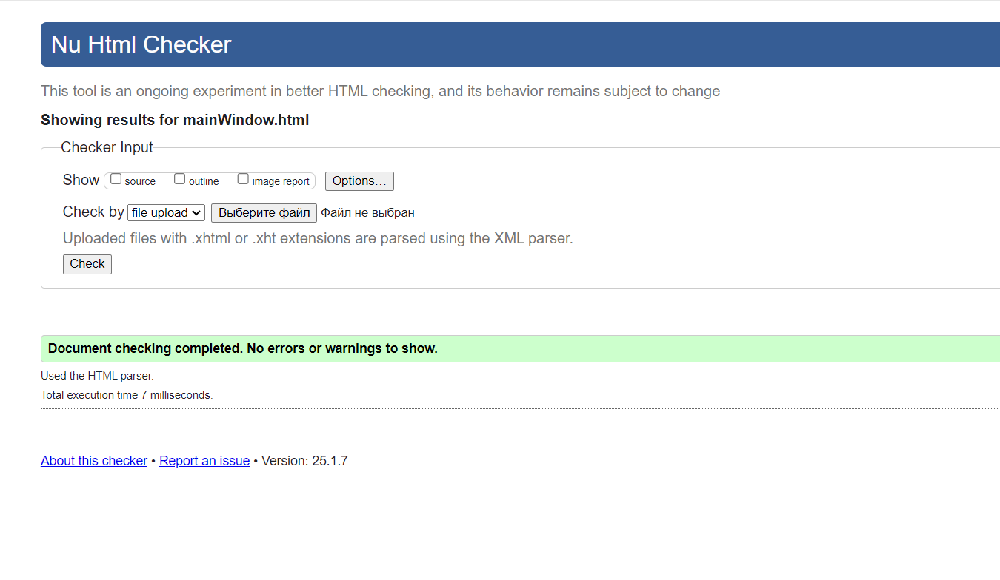 Nu Html Checker
This tool is an ongoing experiment in better HTML checking, and its behavior remains subject to change
Showing results for mainWindow.html
Checker Input
Show source outline image report Options…
Check by file upload Выберите файл Файл не выбран
Uploaded files with .xhtml or .xht extensions are parsed using the XML parser.
Check
Document checking completed. No errors or warnings to show.
Used the HTML parser.
Total execution time 7 milliseconds.
About this checker • Report an issue • Version: 25.1.7